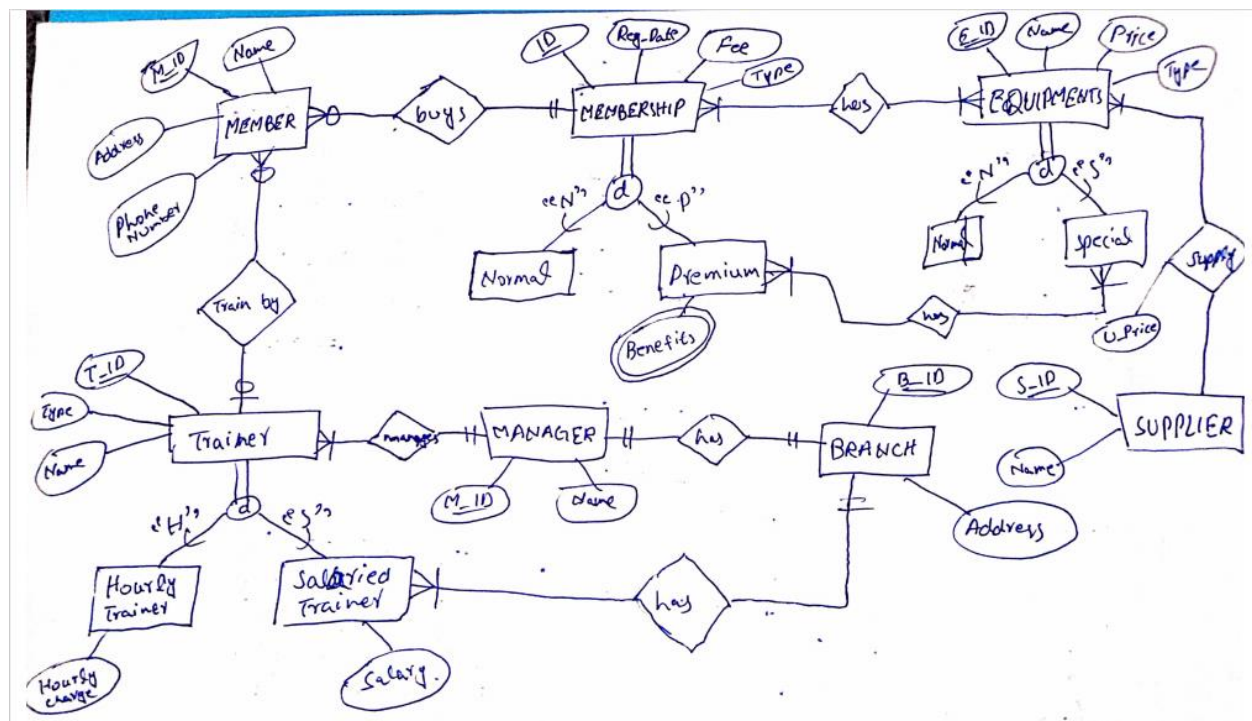 M_ID
Name
Address
Phone
Number
MEMBER
buys
ID
Reg_Date
Fee
Type
MEMBERSHIP
has
E_ID
Name
Price
Type
EQUIPMENTS
"N"
d
"P"
Normal
Premium
Benefits
"N"
d
"S"
Normal
Special
has
Supply
U_Price
Train by
T_ID
Type
Name
Trainer
manages
MANAGER
M_ID
Name
has
B_ID
BRANCH
Address
S_ID
Name
SUPPLIER
"H"
d
"S"
Hourly
Trainer
Hourly
charge
Salaried
Trainer
Salary.
has